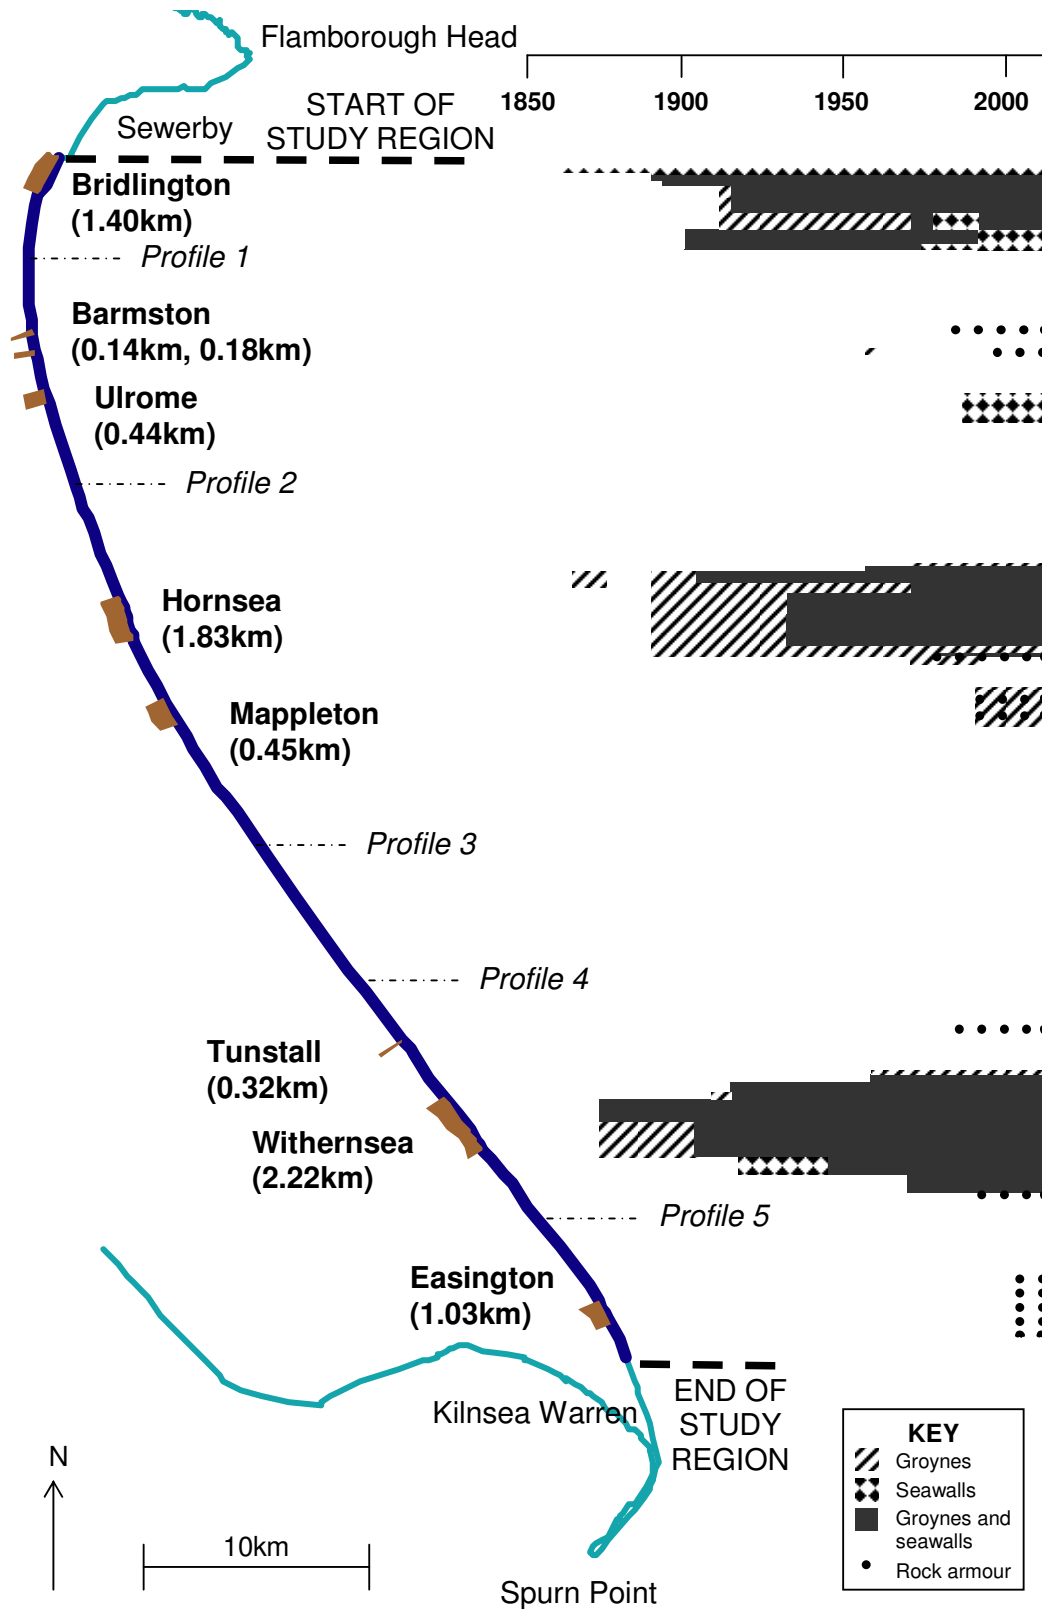 Flamborough Head
1850
1900
1950
2000
START OF
STUDY REGION
Sewerby
Bridlington
(1.40km)
Profile 1
Barmston
(0.14km, 0.18km)
Ulrome
(0.44km)
Profile 2
Hornsea
(1.83km)
Mappleton
(0.45km)
Profile 3
Profile 4
Tunstall
(0.32km)
Withernsea
(2.22km)
Profile 5
Easington
(1.03km)
END OF
STUDY
REGION
Kilnsea Warren
N
10km
Spurn Point
KEY
Groynes
Seawalls
Groynes and
seawalls
Rock armour